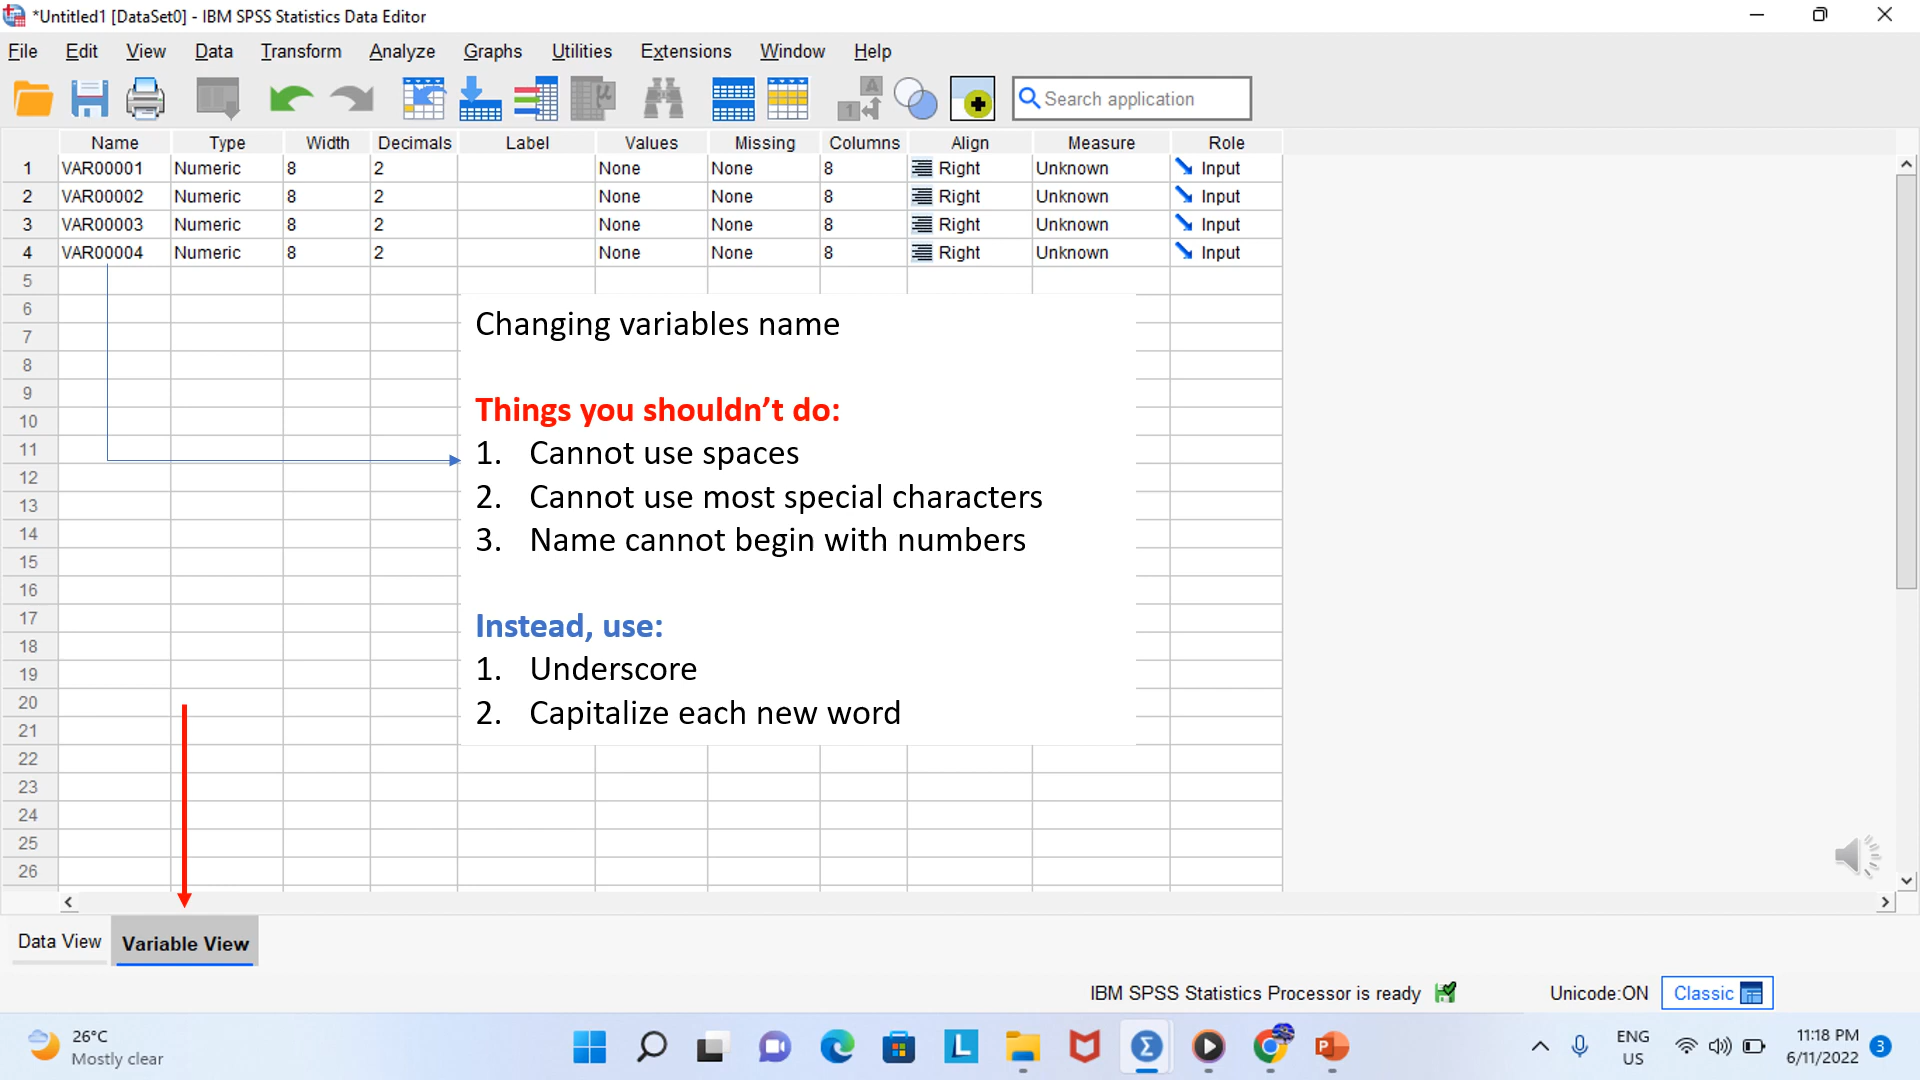 *Untitled1 [DataSet0] - IBM SPSS Statistics Data Editor
File Edit View Data Transform Analyze Graphs Utilities Extensions Window Help
Search application
Name Type Width Decimals Label Values Missing Columns Align Measure Role
1 VAR00001 Numeric 8 2 None None 8 Right Unknown Input
2 VAR00002 Numeric 8 2 None None 8 Right Unknown Input
3 VAR00003 Numeric 8 2 None None 8 Right Unknown Input
4 VAR00004 Numeric 8 2 None None 8 Right Unknown Input
5
6
7
8
9
10
11
12
13
14
15
16
17
18
19
20
21
22
23
24
25
26
Changing variables name
Things you shouldn’t do:
1. Cannot use spaces
2. Cannot use most special characters
3. Name cannot begin with numbers
Instead, use:
1. Underscore
2. Capitalize each new word
Data View Variable View
IBM SPSS Statistics Processor is ready Unicode:ON Classic
26°C
Mostly clear
ENG
US
11:18 PM
6/11/2022
3